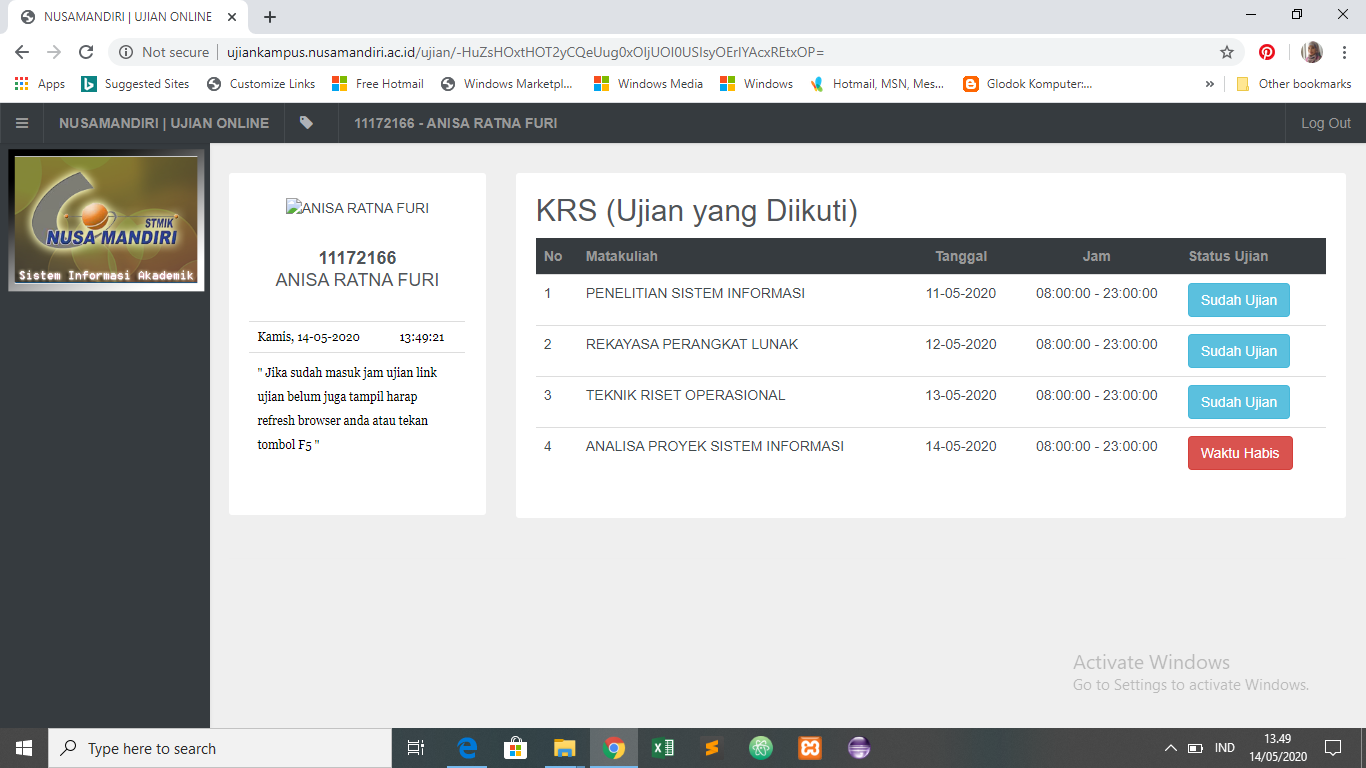 NUSAMANDIRI | UJIAN ONLINE
Not secure | ujiankampus.nusamandiri.ac.id/ujian/-HuZsHOxtHOT2yCQeUug0xOIjUOI0USIsyOErIYAcxREtxOP=
Apps Suggested Sites Customize Links Free Hotmail Windows Marketpl... Windows Media Windows Hotmail, MSN, Mes... Glodok Komputer:... » Other bookmarks
NUSAMANDIRI | UJIAN ONLINE 11172166 - ANISA RATNA FURI Log Out
STMIK
NUSA MANDIRI
Sistem Informasi Akademik
ANISA RATNA FURI
11172166
ANISA RATNA FURI
Kamis, 14-05-2020 13:49:21
" Jika sudah masuk jam ujian link
ujian belum juga tampil harap
refresh browser anda atau tekan
tombol F5 "
KRS (Ujian yang Diikuti)
No Matakuliah Tanggal Jam Status Ujian
1 PENELITIAN SISTEM INFORMASI 11-05-2020 08:00:00 - 23:00:00 Sudah Ujian
2 REKAYASA PERANGKAT LUNAK 12-05-2020 08:00:00 - 23:00:00 Sudah Ujian
3 TEKNIK RISET OPERASIONAL 13-05-2020 08:00:00 - 23:00:00 Sudah Ujian
4 ANALISA PROYEK SISTEM INFORMASI 14-05-2020 08:00:00 - 23:00:00 Waktu Habis
Activate Windows
Go to Settings to activate Windows.
Type here to search
IND
13.49
14/05/2020